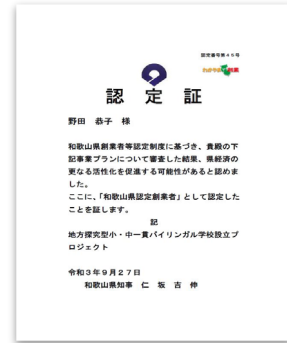 認定番号第46号
わかやま創業
認定証
野田 恭子 様
和歌山県創業者等認定制度に基づき、貴殿の下
記事業プランについて審査した結果、県経済の
更なる活性化を促進する可能性があると認めま
した。
ここに、「和歌山県認定創業者」として認定した
ことを証します。
記
地方探究型小・中一貫バイリンガル学校設立プ
ロジェクト
令和3年9月27日
和歌山県知事 仁 坂 吉 伸